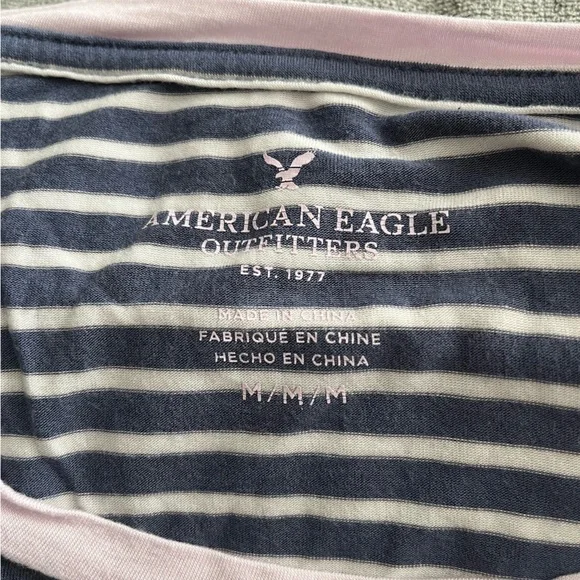 AMERICAN EAGLE
OUTFITTERS
EST. 1977
MADE IN CHINA
FABRIQUÉ EN CHINE
HECHO EN CHINA
M/M/M